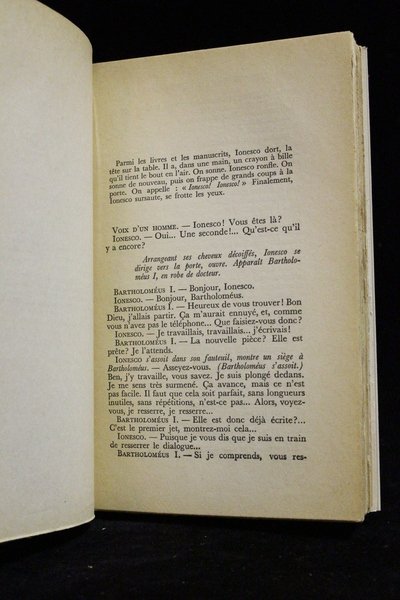 Parmi les livres et les manuscrits, Ionesco dort, la
tête sur la table. Il a, dans une main, un crayon à bille
qu'il tient le bout en l'air. On sonne. Ionesco ronfle. On
sonne de nouveau, puis on frappe de grands coups à la
porte. On appelle : « Ionesco! Ionesco! » Finalement,
Ionesco sursaute, se frotte les yeux.
VOIX D'UN HOMME. — Ionesco! Vous êtes là?
IONESCO. — Oui... Une seconde!... Qu'est-ce qu'il
y a encore?
Arrangeant ses cheveux décoiffés, Ionesco se
dirige vers la porte, ouvre. Apparaît Bartholo-
méus I, en robe de docteur.
BARTHOLOMÉUS I. — Bonjour, Ionesco.
IONESCO. — Bonjour, Bartholoméus.
BARTHOLOMÉUS I. — Heureux de vous trouver! Bon
Dieu, j'allais partir. Ça m'aurait ennuyé, et, comme
vous n'avez pas le téléphone... Que faisiez-vous donc?
IONESCO. — Je travaillais, travaillais... j'écrivais!
BARTHOLOMÉUS I. — La nouvelle pièce? Elle est
prête? Je l'attends.
IONESCO s'assoit dans son fauteuil, montre un siège à
Bartholoméus. — Asseyez-vous. (Bartholoméus s'assoit.)
Ben, j'y travaille, vous savez. Je suis plongé dedans.
Je me sens très surmené. Ça avance, mais ce n'est
pas facile. Il faut que cela soit parfait, sans longueurs
inutiles, sans répétitions, n'est-ce pas... Alors, voyez-
vous, je resserre, je resserre...
BARTHOLOMÉUS I. — Elle est donc déjà écrite?...
C'est le premier jet, montrez-moi cela...
IONESCO. — Puisque je vous dis que je suis en train
de resserrer le dialogue...
BARTHOLOMÉUS I. — Si je comprends, vous res-